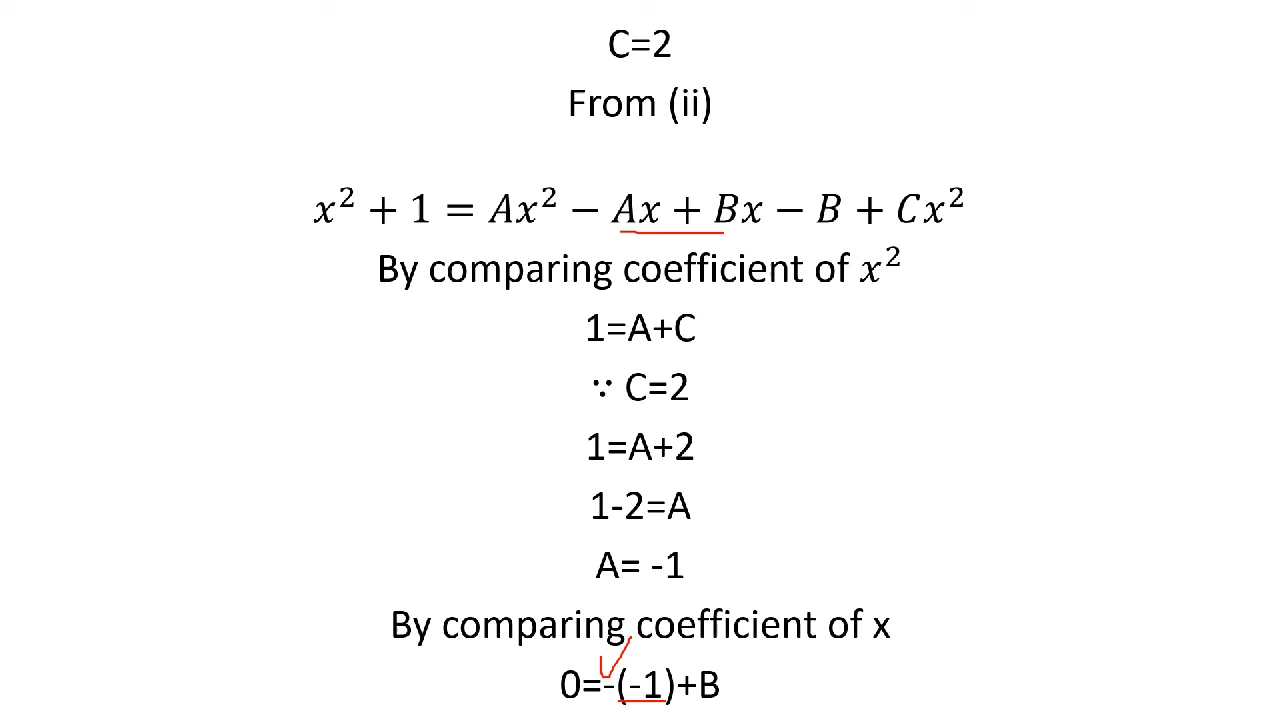 C=2
From (ii)
𝑥² + 1 = 𝐴𝑥² − 𝐴𝑥 + 𝐵𝑥 − 𝐵 + 𝐶𝑥²
By comparing coefficient of 𝑥²
1=A+C
∵ C=2
1=A+2
1-2=A
A= -1
By comparing coefficient of x
0=-(-1)+B